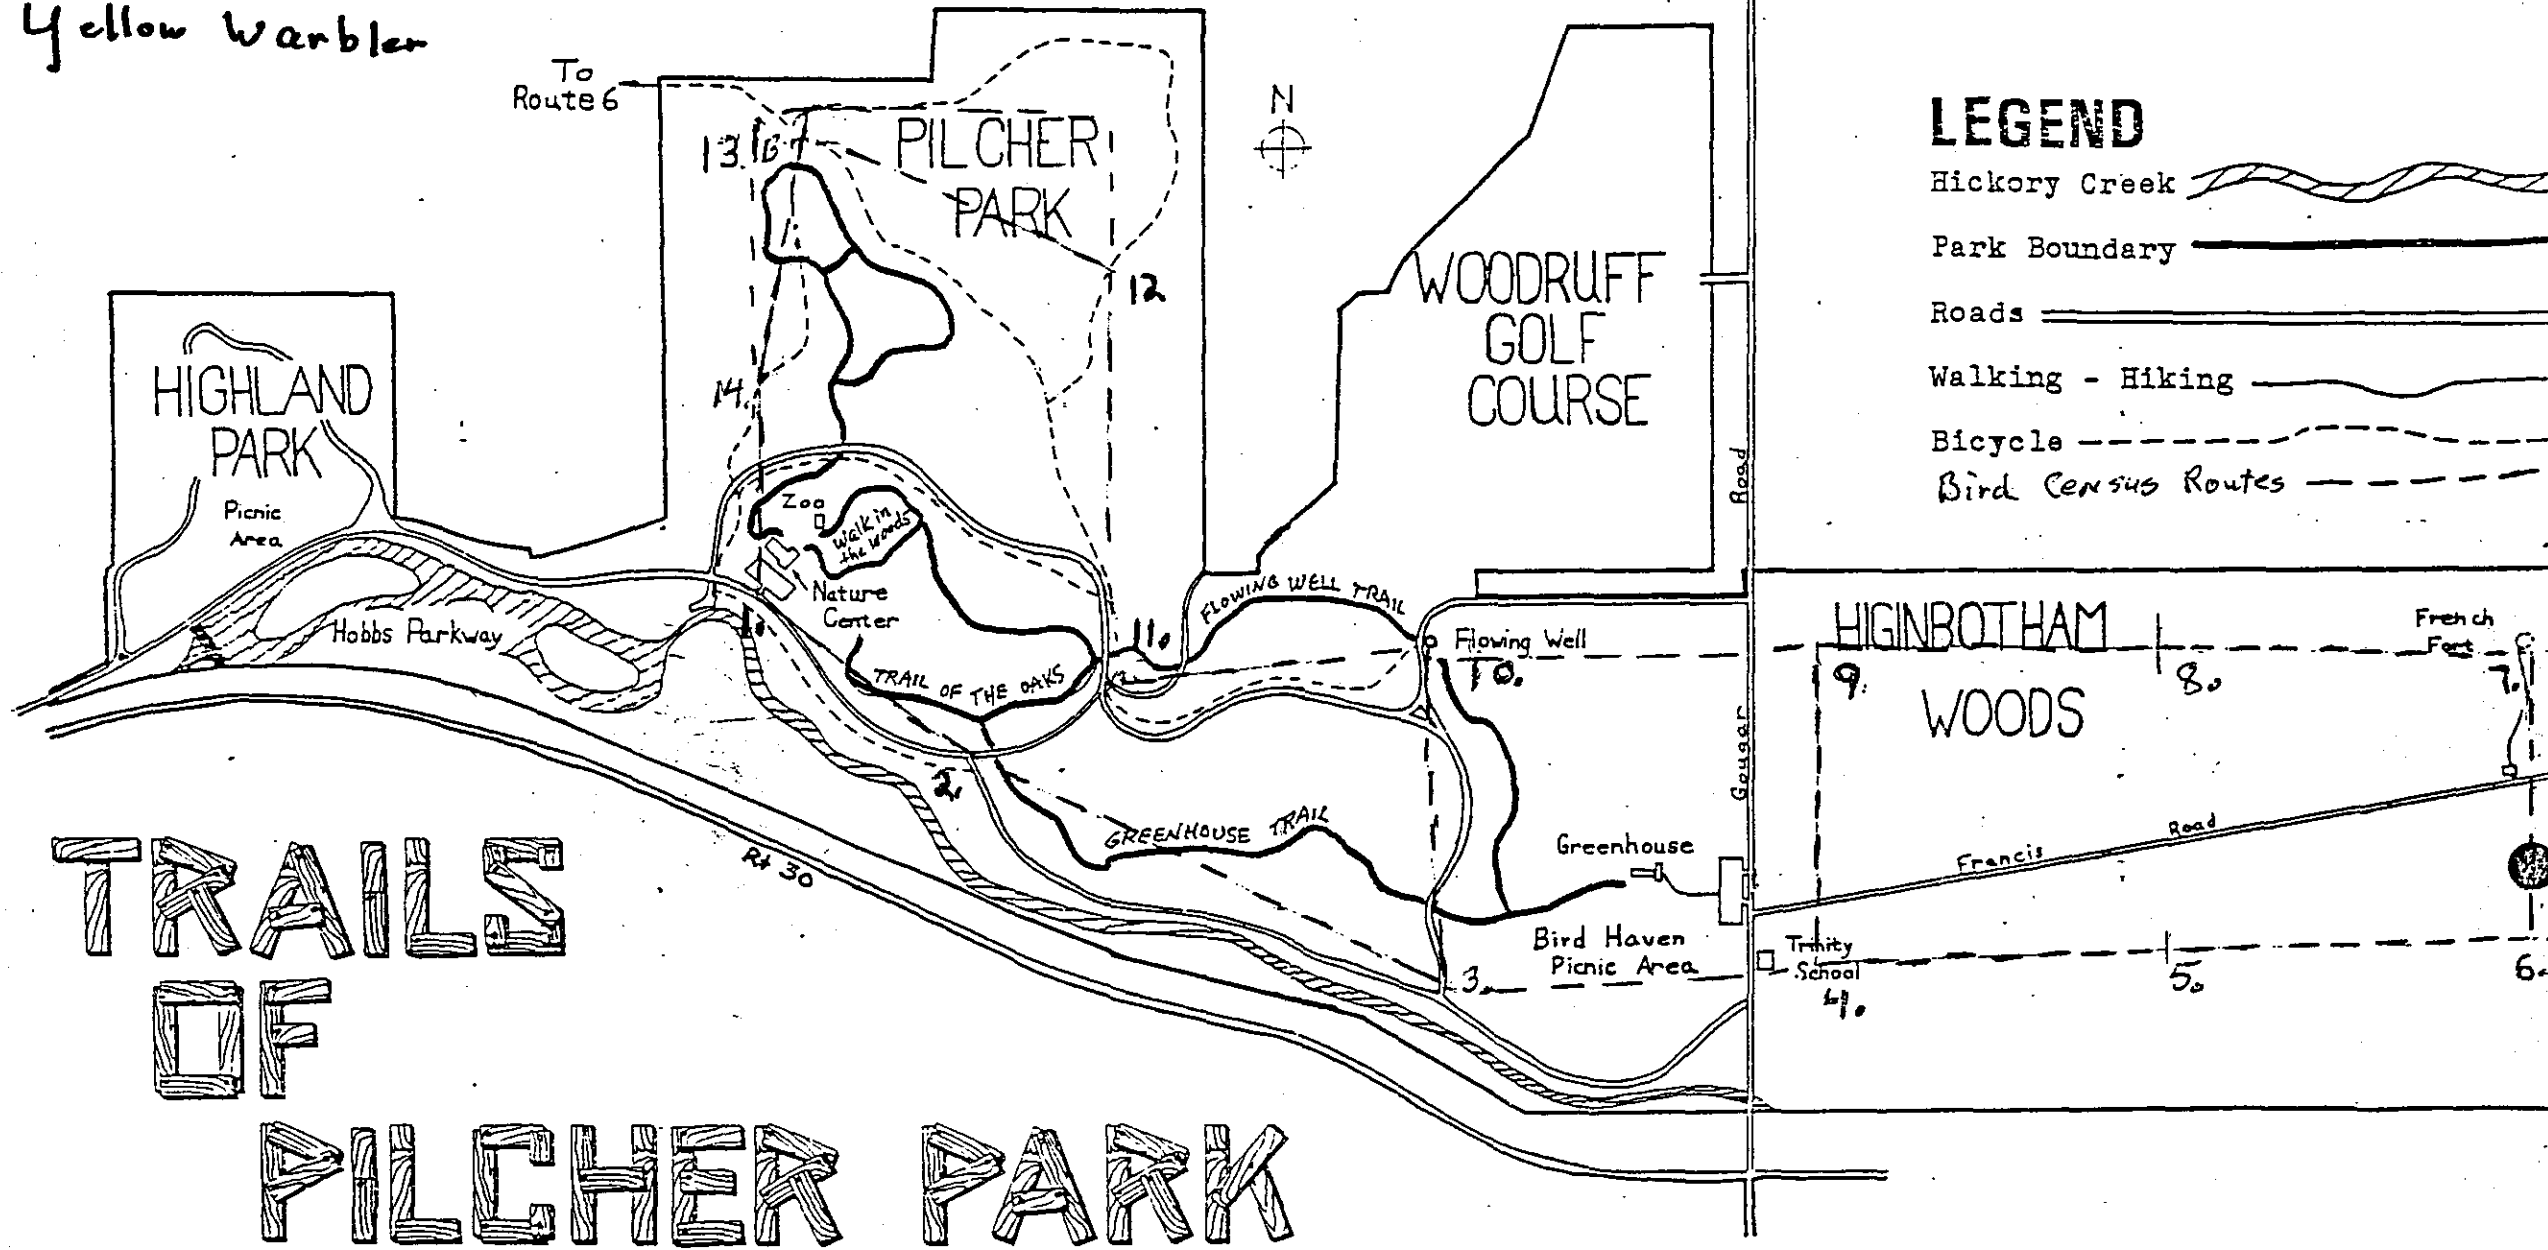 Yellow Warbler
To
Route 6
N
LEGEND
Hickory Creek
Park Boundary
Roads
Walking - Hiking
Bicycle
Bird Census Routes
13.
PILCHER
PARK
12
14.
WOODRUFF
GOLF
COURSE
HIGHLAND
PARK
Picnic
Area
Zoo
Walk in
the woods
Nature
Center
Hobbs Parkway
1.
TRAIL OF THE OAKS
11.
FLOWING WELL TRAIL
Flowing Well
10.
Gougar Road
HIGINBOTHAM
WOODS
French
Fort
9.
8.
7.
2.
GREENHOUSE TRAIL
Greenhouse
Francis Road
Rt 30
Bird Haven
Picnic Area
3.
Trinity
School
4.
5.
6.
TRAILS
OF
PILCHER PARK